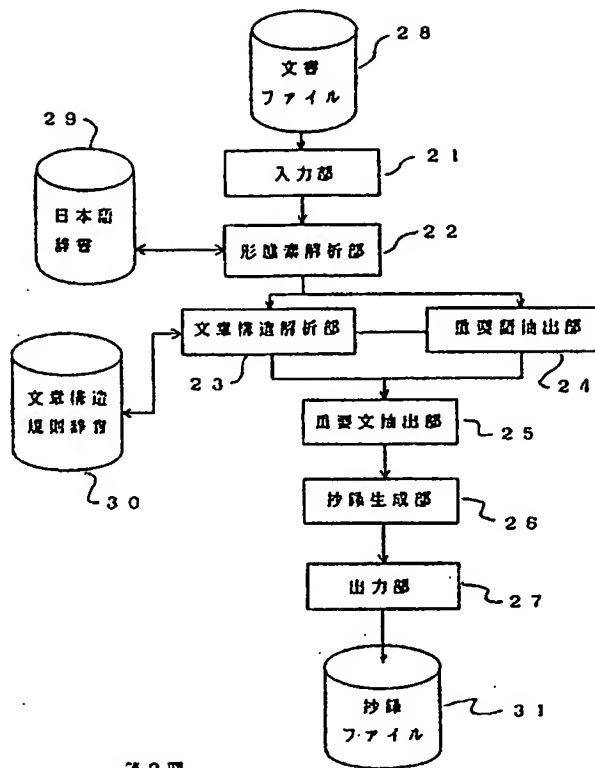 28
文書
ファイル
29
21
入力部
日本語
辞書
22
形態素解析部
文章構造解析部
重要語抽出部
23
24
文章構造
規則辞書
重要文抽出部
25
30
抄録生成部
26
出力部
27
抄録
ファイル
31